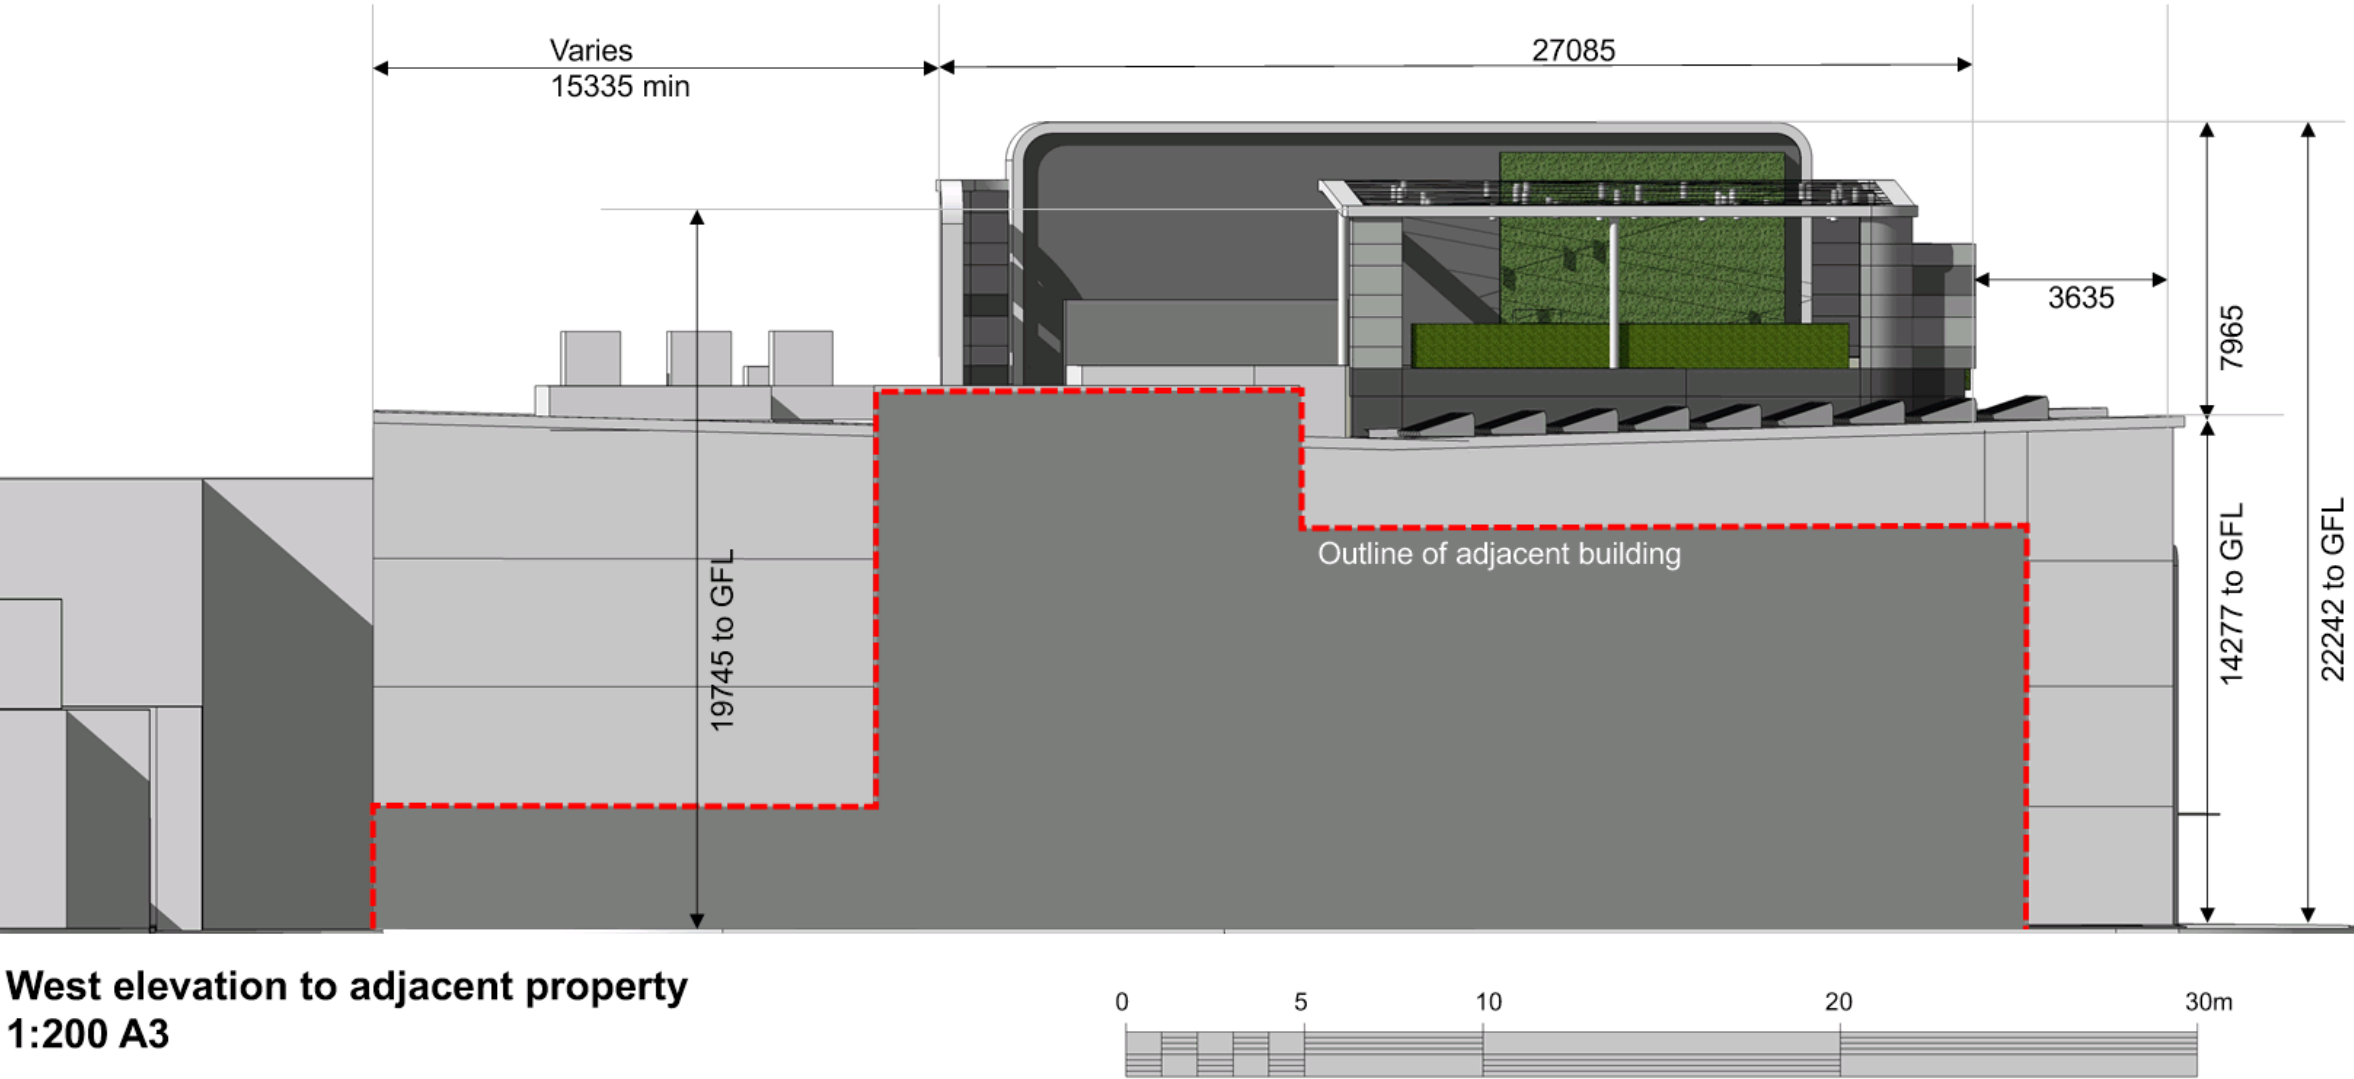 Varies
15335 min
27085
3635
7965
19745 to GFL
14277 to GFL
22242 to GFL
Outline of adjacent building
West elevation to adjacent property
1:200 A3
0 5 10 20 30m